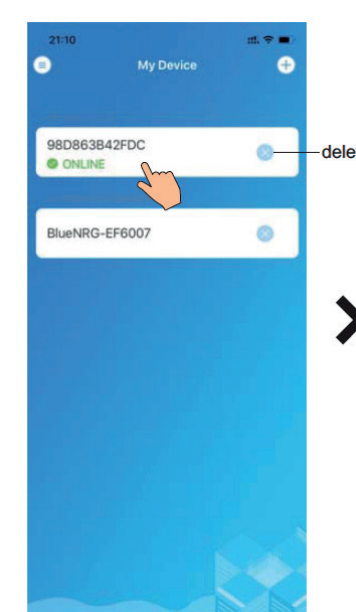 21:10
My Device
98D863B42FDC
dele
ONLINE
BlueNRG-EF6007